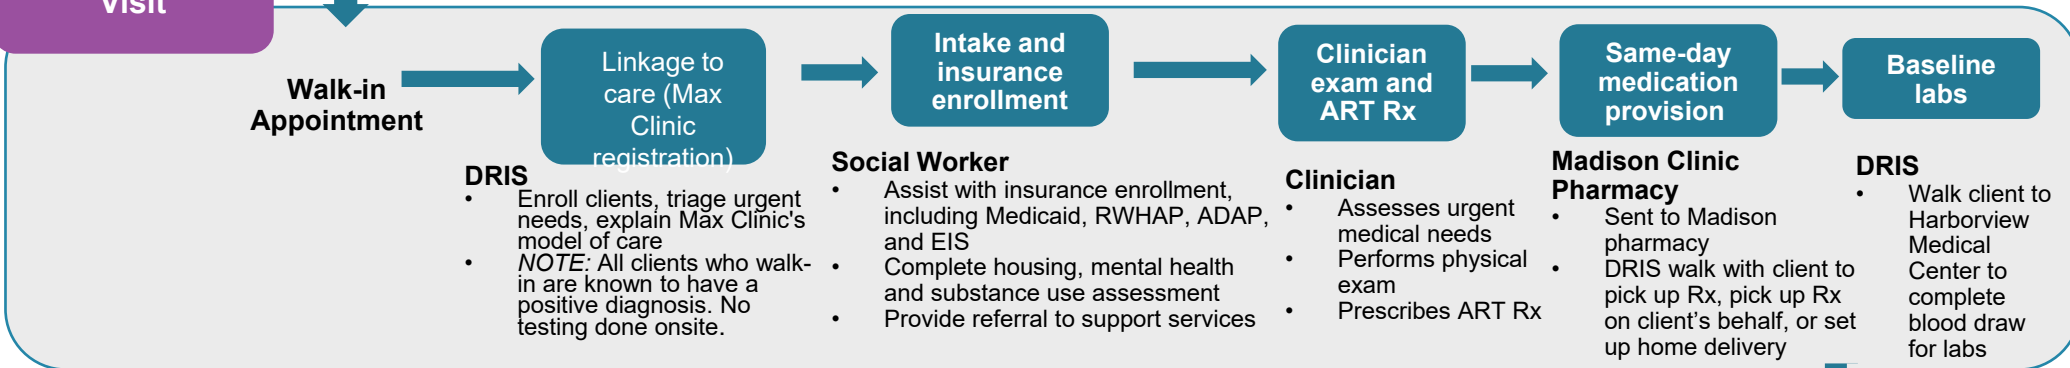 Visit
Walk-in
Appointment
Linkage to
care (Max
Clinic
registration)
DRIS
• Enroll clients, triage urgent
needs, explain Max Clinic's
model of care
• NOTE: All clients who walk-
in are known to have a
positive diagnosis. No
testing done onsite.
Intake and
insurance
enrollment
Social Worker
• Assist with insurance enrollment,
including Medicaid, RWHAP, ADAP,
and EIS
• Complete housing, mental health
and substance use assessment
• Provide referral to support services
Clinician
exam and
ART Rx
Clinician
• Assesses urgent
medical needs
• Performs physical
exam
• Prescribes ART Rx
Same-day
medication
provision
Madison Clinic
Pharmacy
• Sent to Madison
pharmacy
• DRIS walk with client to
pick up Rx, pick up Rx
on client’s behalf, or set
up home delivery
Baseline
labs
DRIS
• Walk client to
Harborview
Medical
Center to
complete
blood draw
for labs